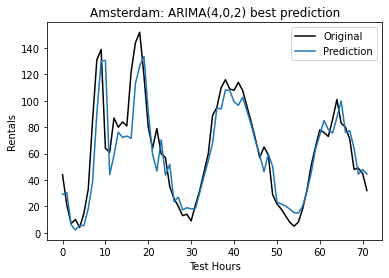 Amsterdam: ARIMA(4,0,2) best prediction
Original
Prediction
Rentals
140
120
100
80
60
40
20
0
0 10 20 30 40 50 60 70
Test Hours